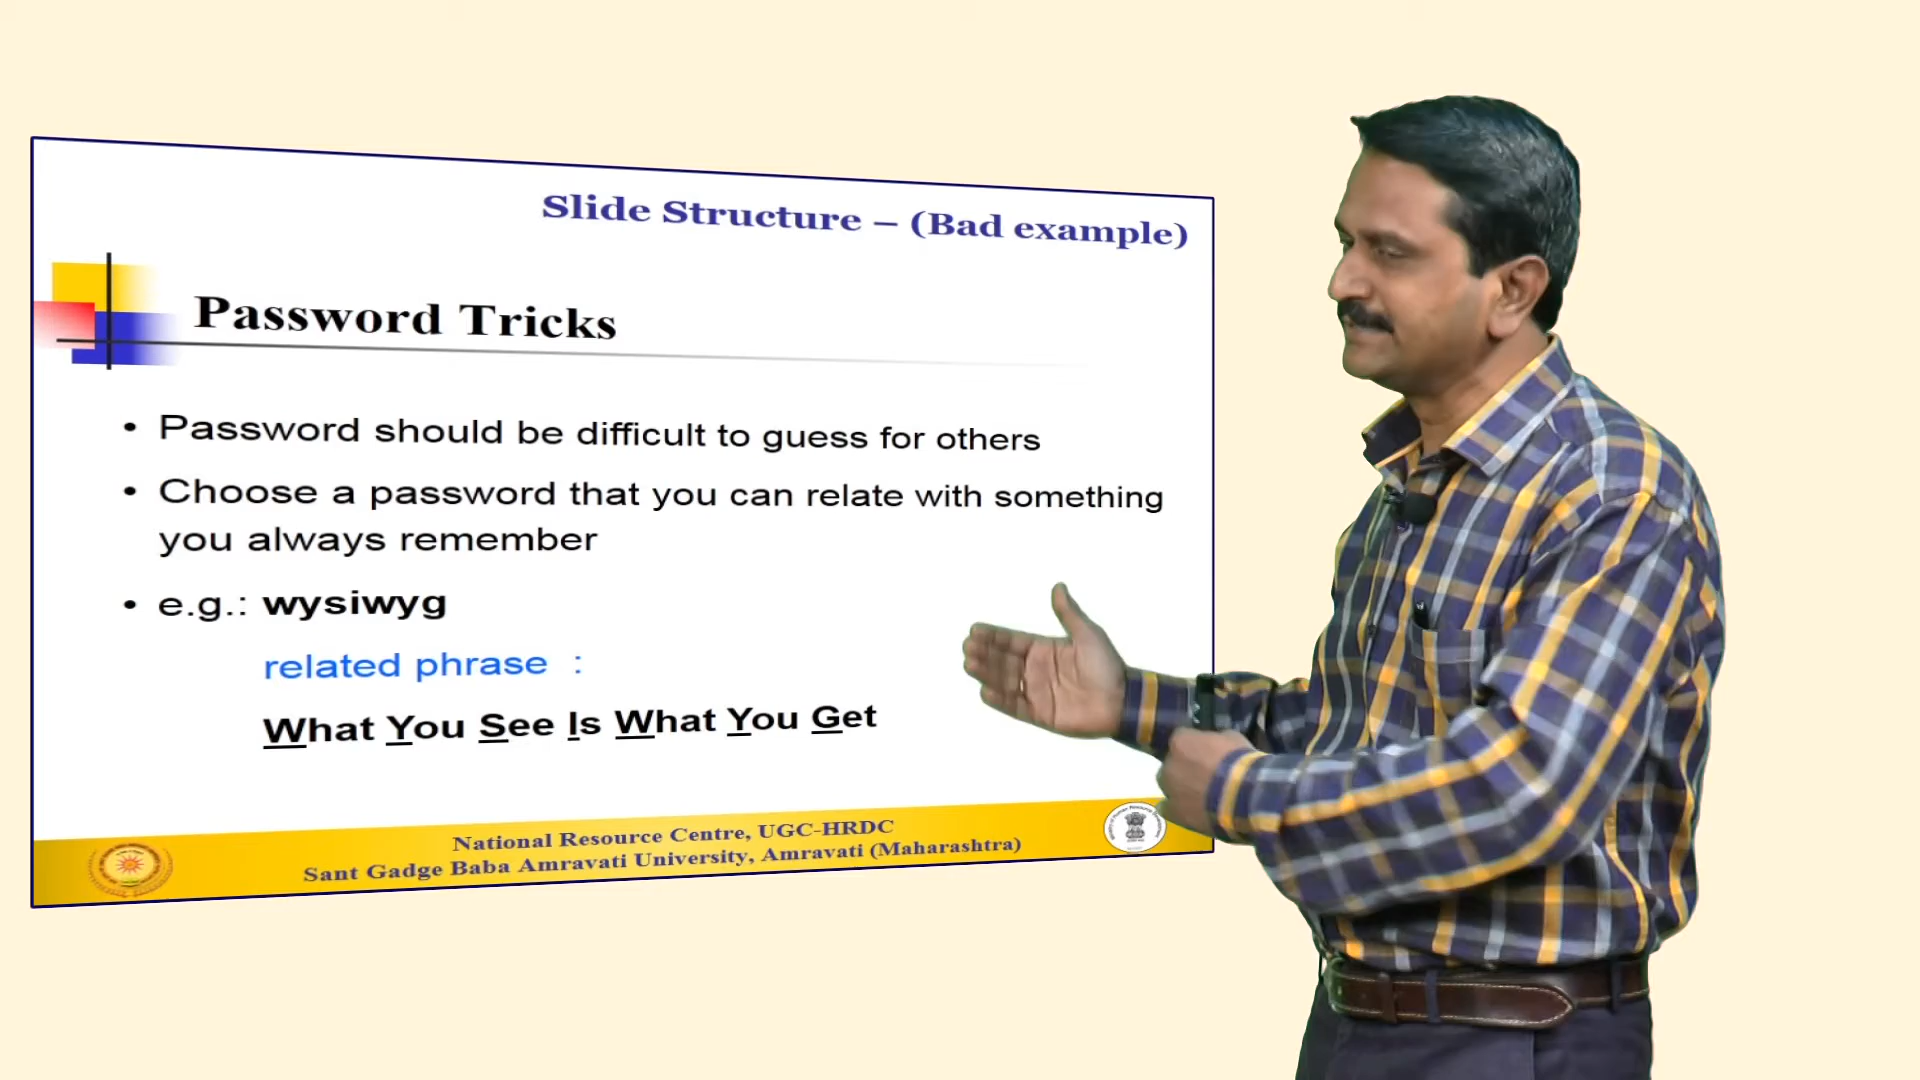 Slide Structure – (Bad example)
Password Tricks
• Password should be difficult to guess for others
• Choose a password that you can relate with something
you always remember
• e.g.: wysiwyg
related phrase :
What You See Is What You Get
National Resource Centre, UGC-HRDC
Sant Gadge Baba Amravati University, Amravati (Maharashtra)